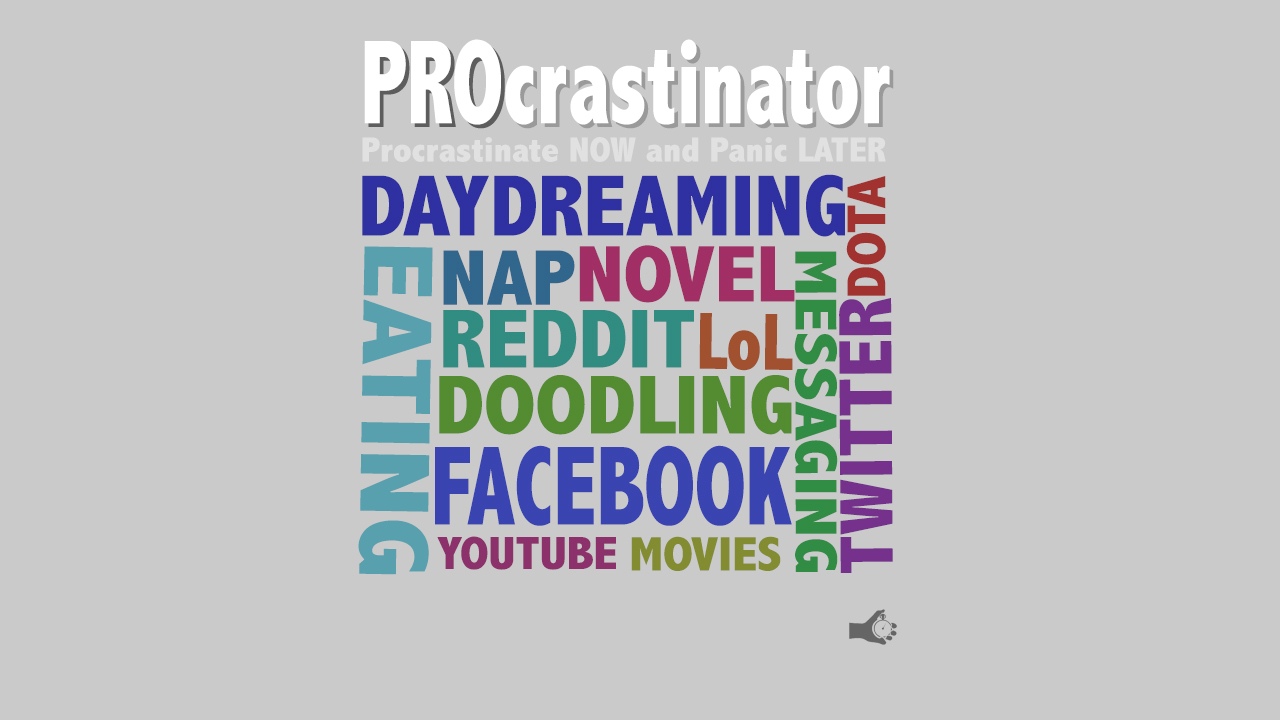 PROcrastinator
Procrastinate NOW and Panic LATER
DAYDREAMING
DOTA
EATING
NAP
NOVEL
MESSAGING
TWITTER
REDDIT
LoL
DOODLING
FACEBOOK
YOUTUBE
MOVIES